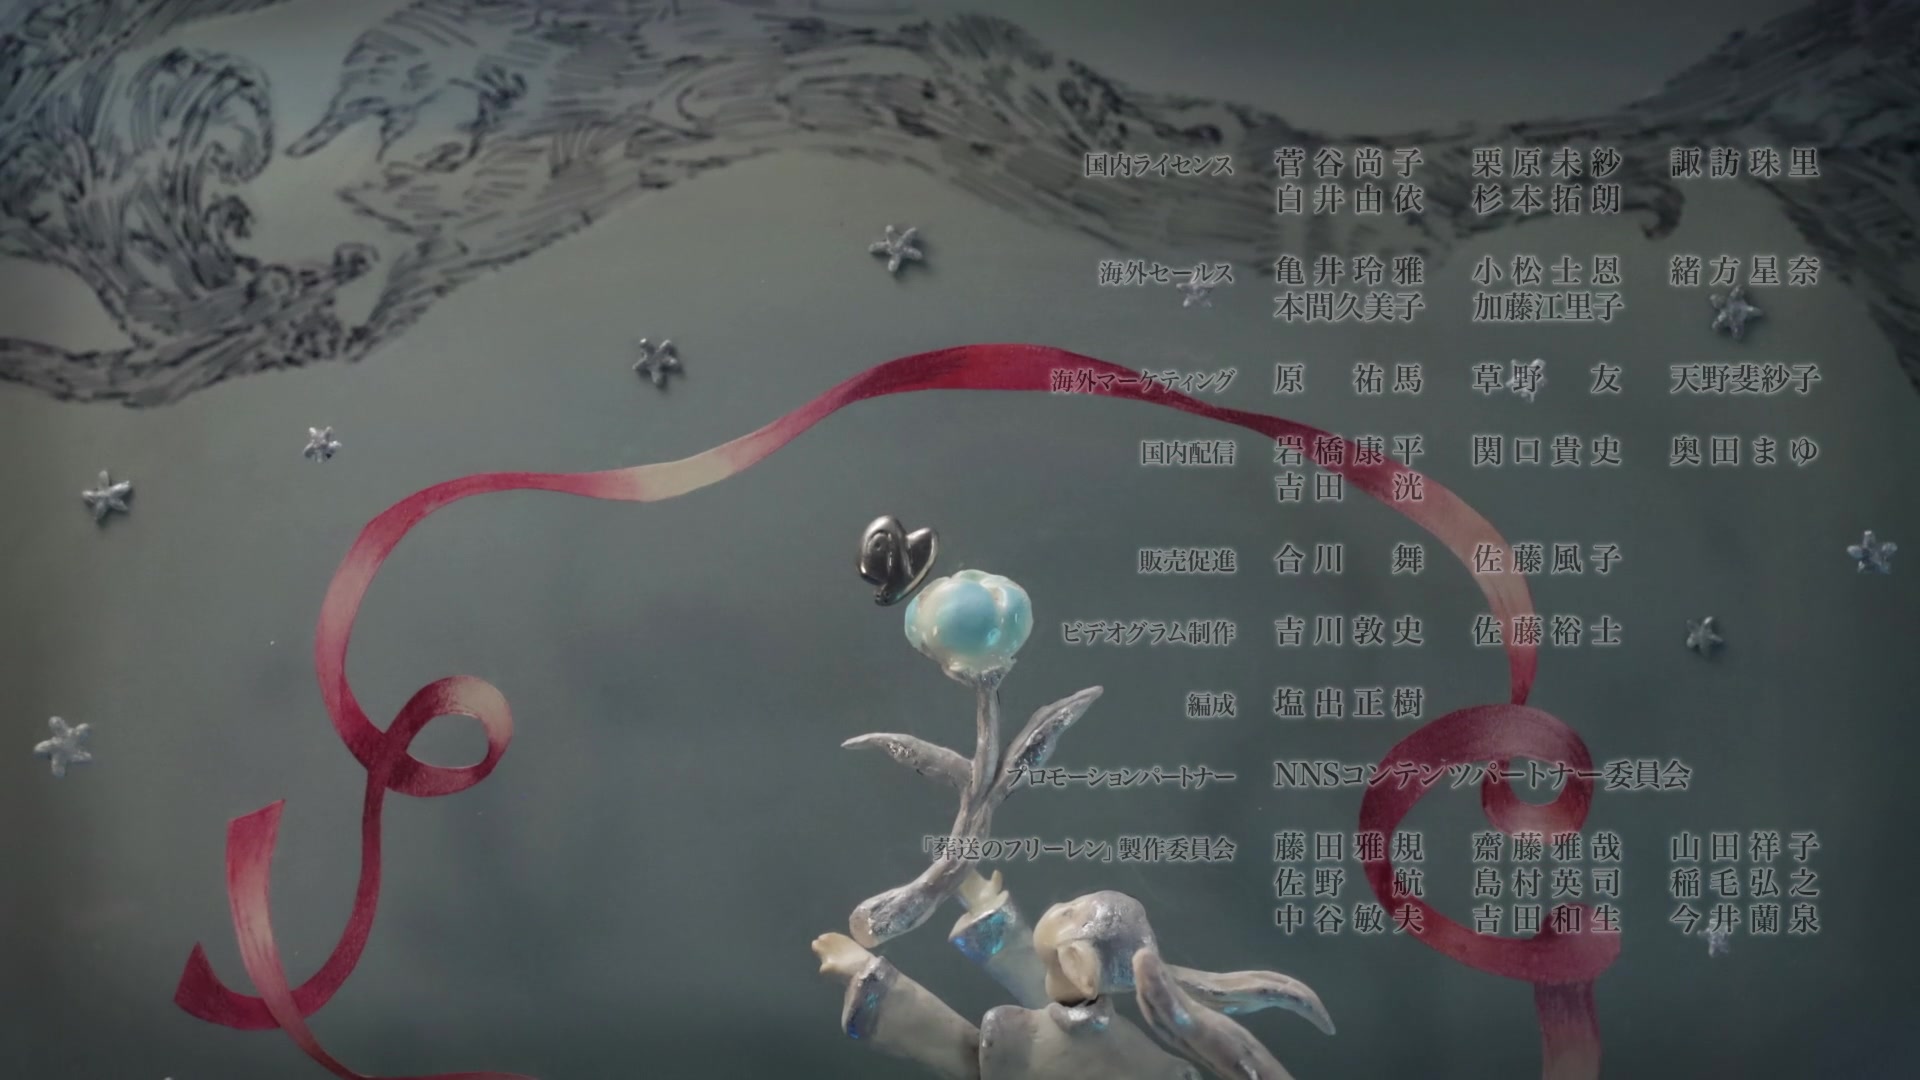 国内ライセンス 菅谷尚子 栗原未紗 諏訪珠里
白井由依 杉本拓朗
海外セールス 亀井玲雅 小松士恩 緒方星奈
本間久美子 加藤江里子
海外マーケティング 原 祐馬 草野 友 天野斐紗子
国内配信 岩橋康平 関口貴史 奥田まゆ
吉田 洸
販売促進 合川 舞 佐藤風子
ビデオグラム制作 吉川敦史 佐藤裕士
編成 塩出正樹
プロモーションパートナー NNSコンテンツパートナー委員会
「葬送のフリーレン」製作委員会 藤田雅規 齋藤雅哉 山田祥子
佐野 航 島村英司 稲毛弘之
中谷敏夫 吉田和生 今井蘭泉